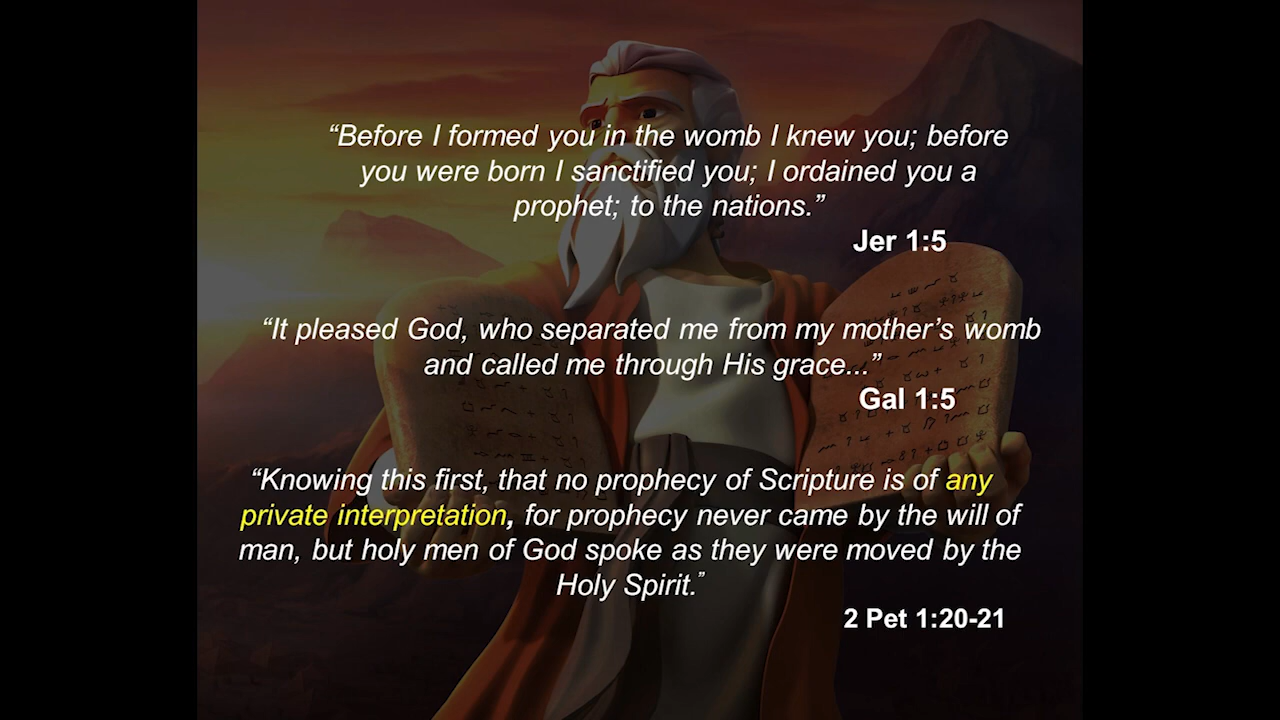 “Before I formed you in the womb I knew you; before
you were born I sanctified you; I ordained you a
prophet; to the nations.”
Jer 1:5
“It pleased God, who separated me from my mother’s womb
and called me through His grace...”
Gal 1:5
“Knowing this first, that no prophecy of Scripture is of any
private interpretation, for prophecy never came by the will of
man, but holy men of God spoke as they were moved by the
Holy Spirit.”
2 Pet 1:20-21